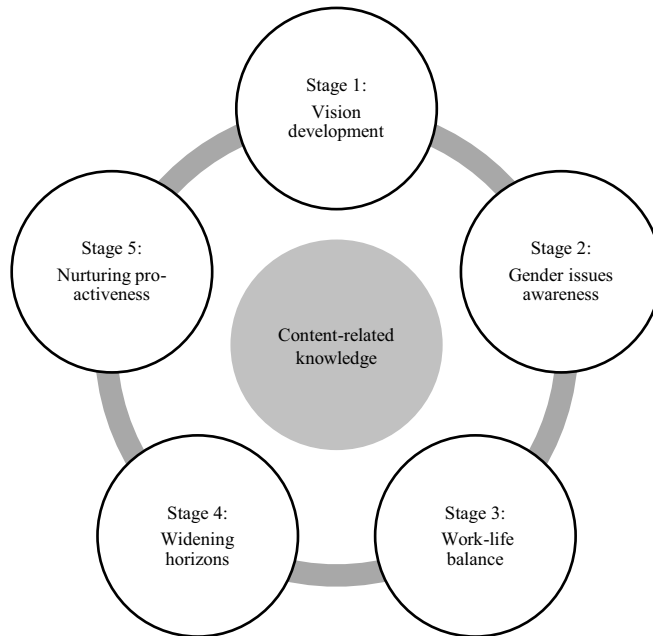 Stage 1:
Vision
development
Stage 2:
Gender issues
awareness
Stage 3:
Work-life
balance
Stage 4:
Widening
horizons
Stage 5:
Nurturing pro-
activeness
Content-related
knowledge